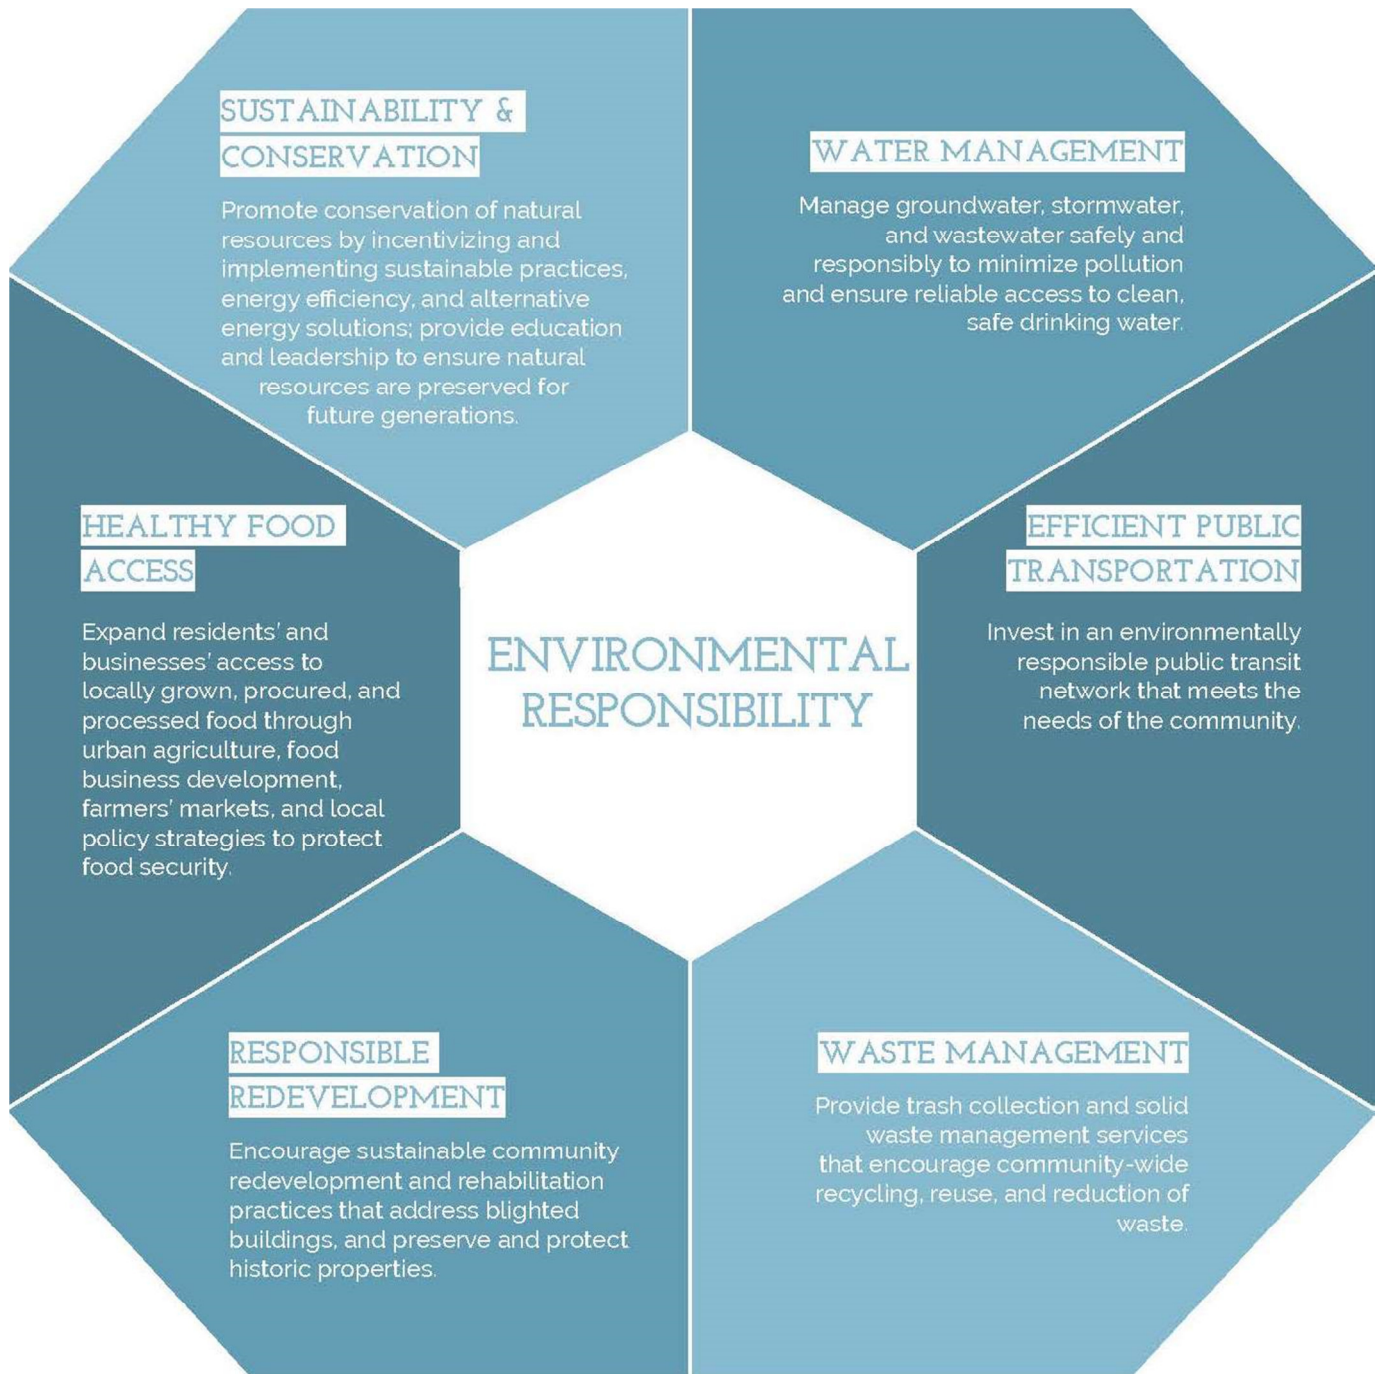 SUSTAINABILITY &
CONSERVATION
Promote conservation of natural
resources by incentivizing and
implementing sustainable practices,
energy efficiency, and alternative
energy solutions; provide education
and leadership to ensure natural
resources are preserved for
future generations.
WATER MANAGEMENT
Manage groundwater, stormwater,
and wastewater safely and
responsibly to minimize pollution
and ensure reliable access to clean,
safe drinking water.
HEALTHY FOOD
ACCESS
Expand residents' and
businesses' access to
locally grown, procured, and
processed food through
urban agriculture, food
business development,
farmers' markets, and local
policy strategies to protect
food security.
ENVIRONMENTAL
RESPONSIBILITY
EFFICIENT PUBLIC
TRANSPORTATION
Invest in an environmentally
responsible public transit
network that meets the
needs of the community.
RESPONSIBLE
REDEVELOPMENT
Encourage sustainable community
redevelopment and rehabilitation
practices that address blighted
buildings, and preserve and protect
historic properties.
WASTE MANAGEMENT
Provide trash collection and solid
waste management services
that encourage community-wide
recycling, reuse, and reduction of
waste.